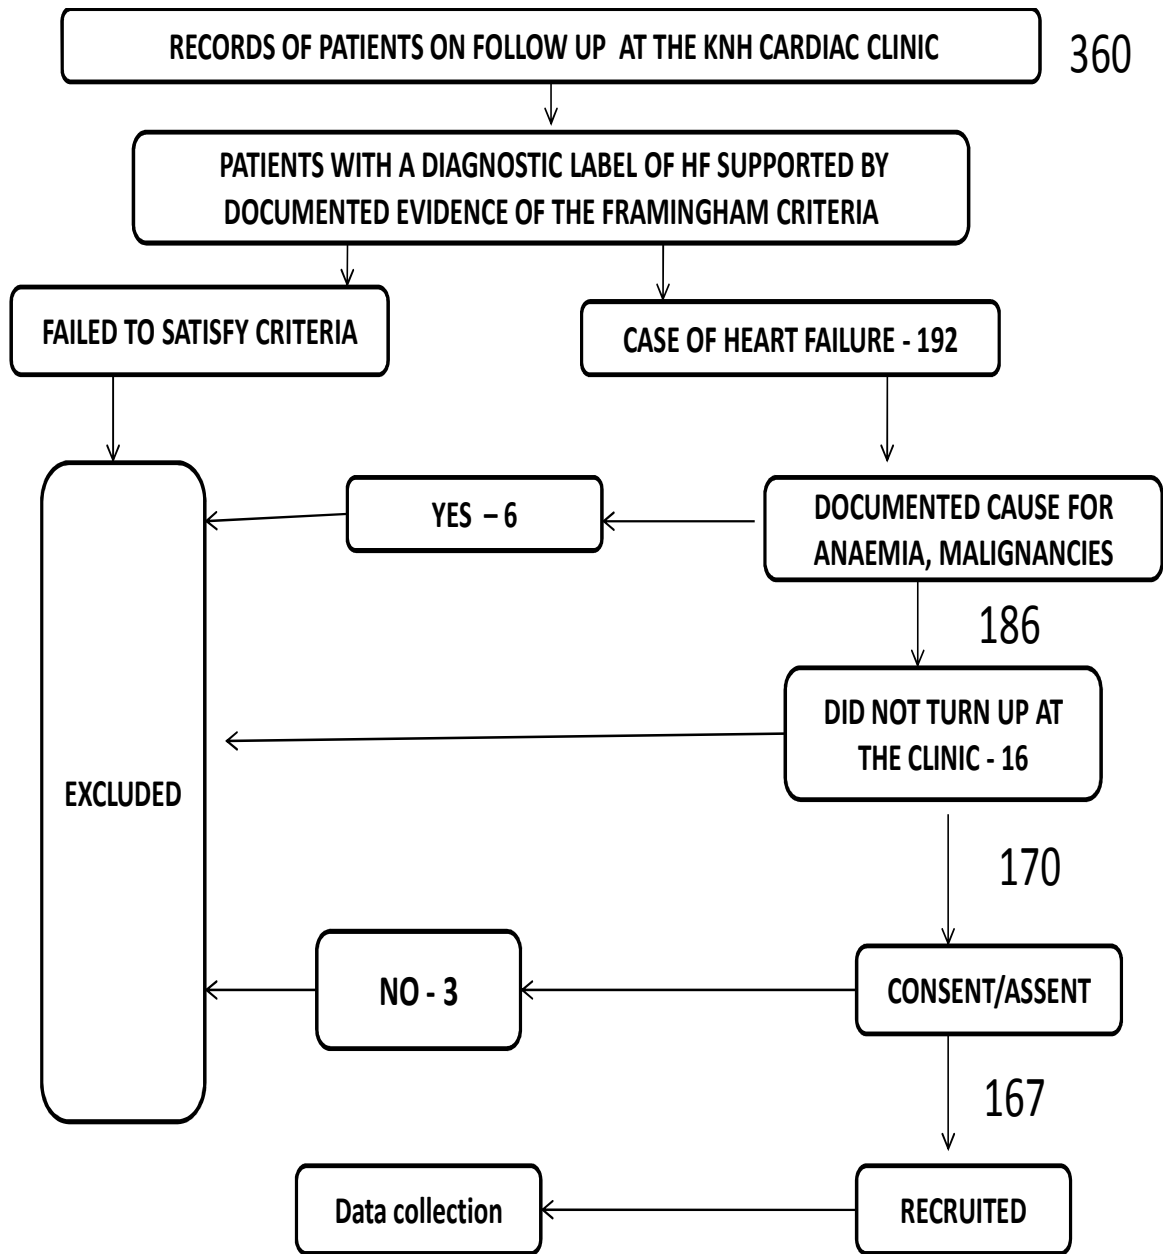 RECORDS OF PATIENTS ON FOLLOW UP AT THE KNH CARDIAC CLINIC
360
PATIENTS WITH A DIAGNOSTIC LABEL OF HF SUPPORTED BY
DOCUMENTED EVIDENCE OF THE FRAMINGHAM CRITERIA
FAILED TO SATISFY CRITERIA
CASE OF HEART FAILURE - 192
YES – 6
DOCUMENTED CAUSE FOR
ANAEMIA, MALIGNANCIES
186
DID NOT TURN UP AT
THE CLINIC - 16
EXCLUDED
170
NO - 3
CONSENT/ASSENT
167
Data collection
RECRUITED